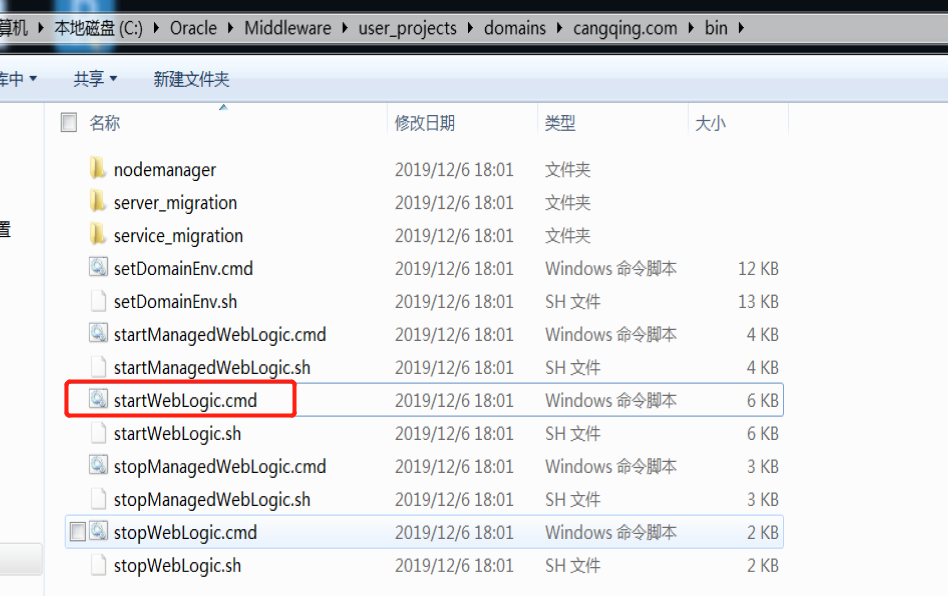 算机 ▸ 本地磁盘 (C:) ▸ Oracle ▸ Middleware ▸ user_projects ▸ domains ▸ cangqing.com ▸ bin ▸
库中 共享 新建文件夹
名称 修改日期 类型 大小
nodemanager 2019/12/6 18:01 文件夹
server_migration 2019/12/6 18:01 文件夹
置
service_migration 2019/12/6 18:01 文件夹
setDomainEnv.cmd 2019/12/6 18:01 Windows 命令脚本 12 KB
setDomainEnv.sh 2019/12/6 18:01 SH 文件 13 KB
startManagedWebLogic.cmd 2019/12/6 18:01 Windows 命令脚本 4 KB
startManagedWebLogic.sh 2019/12/6 18:01 SH 文件 4 KB
startWebLogic.cmd 2019/12/6 18:01 Windows 命令脚本 6 KB
startWebLogic.sh 2019/12/6 18:01 SH 文件 6 KB
stopManagedWebLogic.cmd 2019/12/6 18:01 Windows 命令脚本 3 KB
stopManagedWebLogic.sh 2019/12/6 18:01 SH 文件 3 KB
stopWebLogic.cmd 2019/12/6 18:01 Windows 命令脚本 2 KB
stopWebLogic.sh 2019/12/6 18:01 SH 文件 2 KB